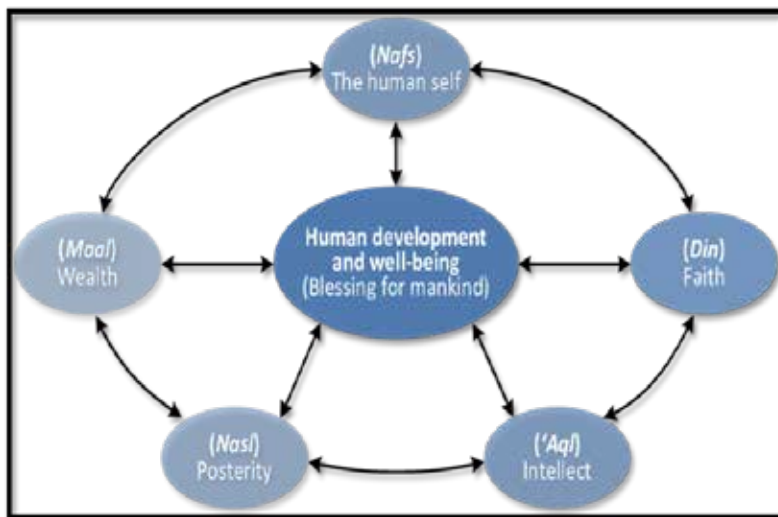 (Nafs)
The human self
(Maal)
Wealth
Human development
and well-being
(Blessing for mankind)
(Din)
Faith
(Nasl)
Posterity
('Aql)
Intellect